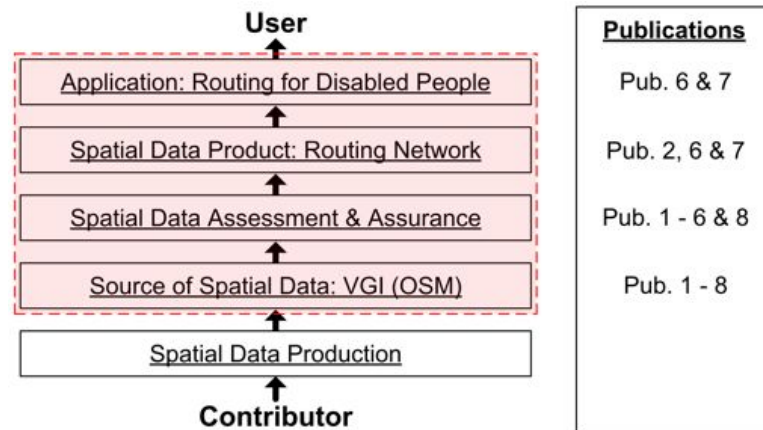 User
Application: Routing for Disabled People
Spatial Data Product: Routing Network
Spatial Data Assessment & Assurance
Source of Spatial Data: VGI (OSM)
Spatial Data Production
Contributor
Publications
Pub. 6 & 7
Pub. 2, 6 & 7
Pub. 1 - 6 & 8
Pub. 1 - 8